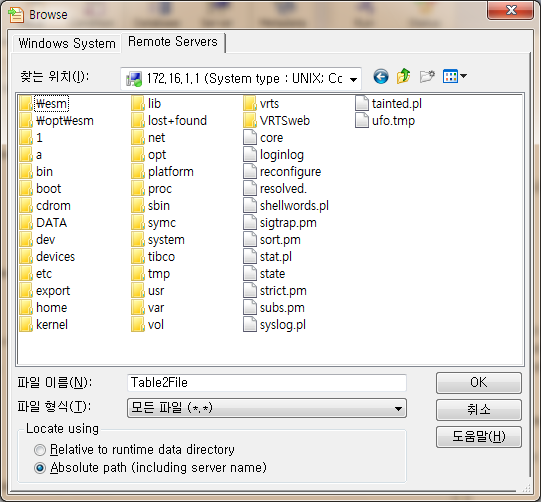 Browse
Windows System
Remote Servers
찾는 위치(I):
172.16.1.1 (System type : UNIX; Cc
₩esm
₩opt₩esm
1
a
bin
boot
cdrom
DATA
dev
devices
etc
export
home
kernel
lib
lost+found
net
opt
platform
proc
sbin
symc
system
tibco
tmp
usr
var
vol
vrts
VRTSweb
core
loginlog
reconfigure
resolved.
shellwords.pl
sigtrap.pm
sort.pm
stat.pl
state
strict.pm
subs.pm
syslog.pl
tainted.pl
ufo.tmp
파일 이름(N):
Table2File
OK
파일 형식(T):
모든 파일 (*.*)
취소
Locate using
도움말(H)
Relative to runtime data directory
Absolute path (including server name)